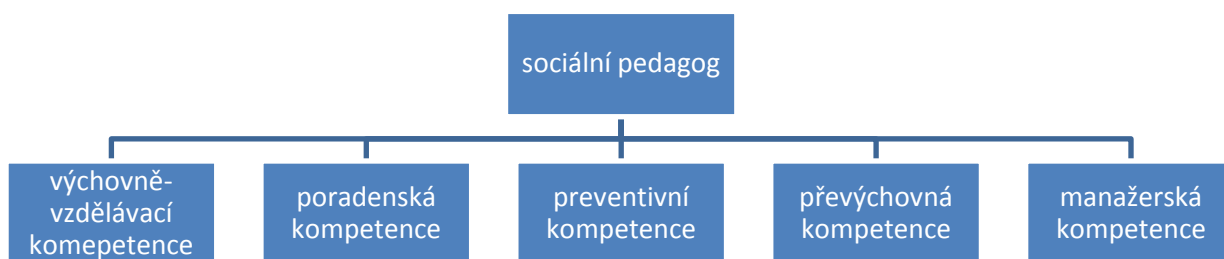 sociální pedagog
výchovně-
vzdělávací
komepetence
poradenská
kompetence
preventivní
kompetence
převýchovná
kompetence
manažerská
kompetence